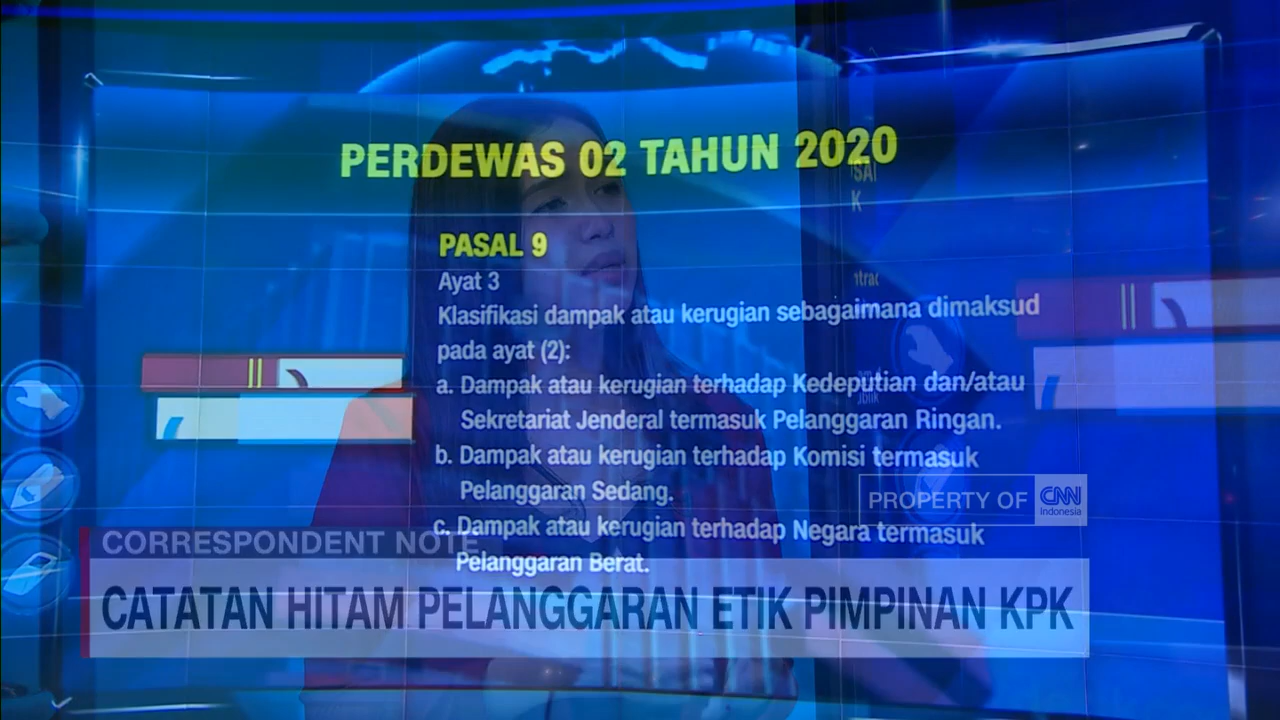 PERDEWAS 02 TAHUN 2020
PASAL 9
Ayat 3
Klasifikasi dampak atau kerugian sebagaimana dimaksud
pada ayat (2):
a. Dampak atau kerugian terhadap Kedeputian dan/atau
Sekretariat Jenderal termasuk Pelanggaran Ringan.
b. Dampak atau kerugian terhadap Komisi termasuk
Pelanggaran Sedang.
c. Dampak atau kerugian terhadap Negara termasuk
Pelanggaran Berat.
PROPERTY OF CNN
Indonesia
CORRESPONDENT NOTE
CATATAN HITAM PELANGGARAN ETIK PIMPINAN KPK